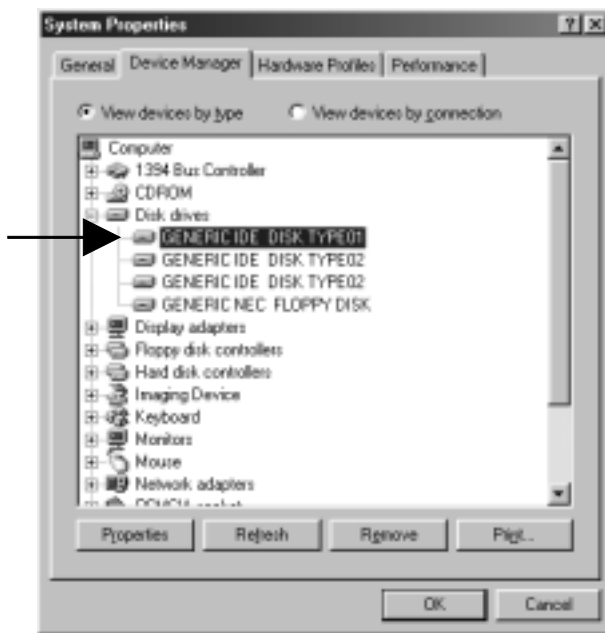 System Properties
General Device Manager Hardware Profiles Performance
View devices by type View devices by connection
Computer
1394 Bus Controller
CDROM
Disk drives
GENERIC IDE DISK TYPE01
GENERIC IDE DISK TYPE02
GENERIC IDE DISK TYPE02
GENERIC NEC FLOPPY DISK
Display adapters
Floppy disk controllers
Hard disk controllers
Imaging Device
Keyboard
Monitors
Mouse
Network adapters
Properties Refresh Remove Print...
OK Cancel